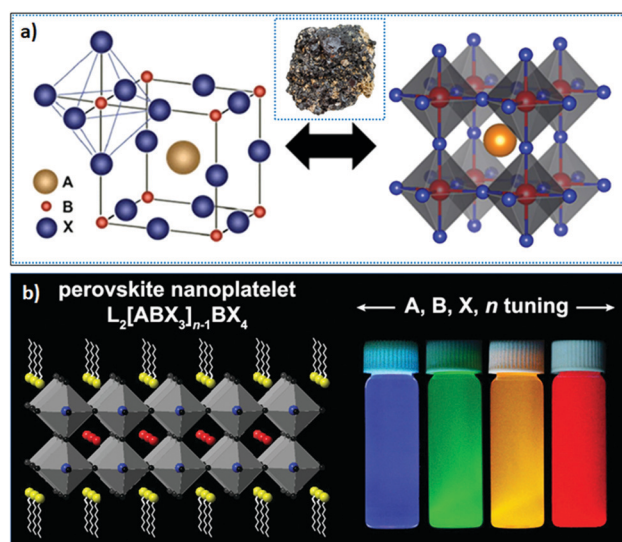 a)
A
B
X
b)
perovskite nanoplatelet
L₂[ABX₃]ₙ₋₁BX₄
A, B, X, n tuning